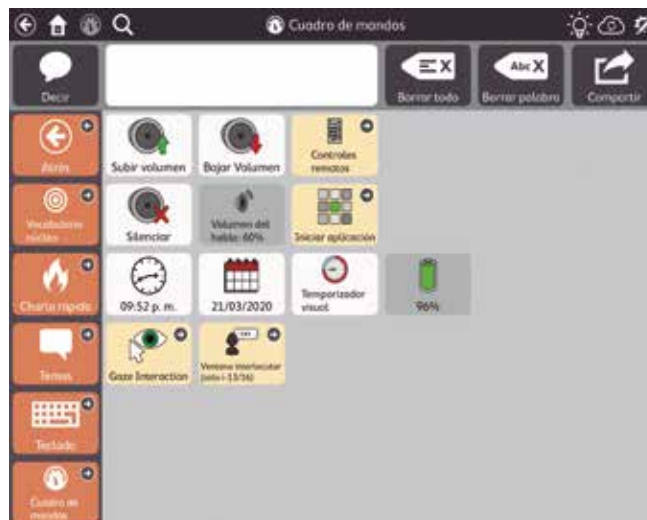 Cuadro de mandos
Decir
Abc X
Borrar todo
Borrar palabra
Compartir
Atrás
Subir volumen
Bajar Volumen
Controles
remotos
Vocabulario
núcleo
Silenciar
Volumen del
habla: 60%
Iniciar aplicación
Charla rápida
09:52 p. m.
21/03/2020
Temporizador
visual
96%
Temas
Gaze Interaction
Ventana interlocutor
(solo i-13/16)
Teclado
Cuadro de
mandos